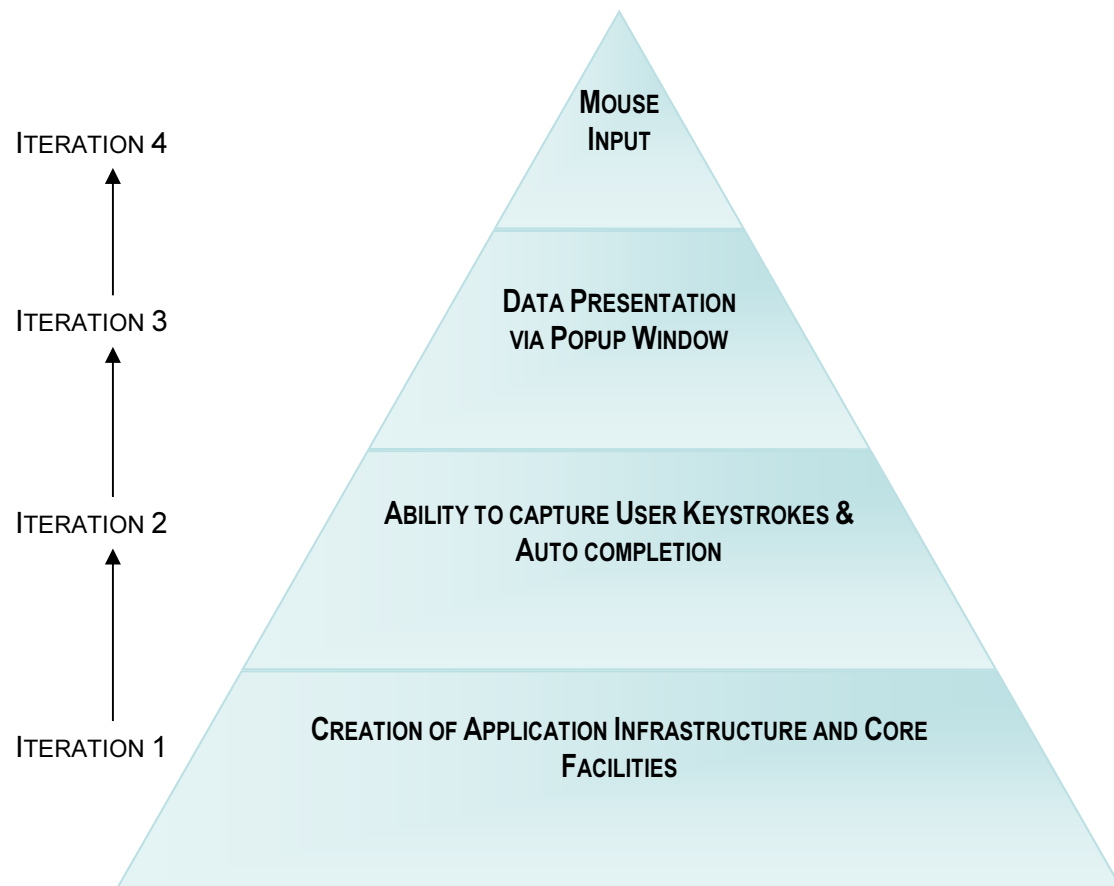 MOUSE
INPUT
ITERATION 4
DATA PRESENTATION
VIA POPUP WINDOW
ITERATION 3
ABILITY TO CAPTURE USER KEYSTROKES &
AUTO COMPLETION
ITERATION 2
CREATION OF APPLICATION INFRASTRUCTURE AND CORE
FACILITIES
ITERATION 1